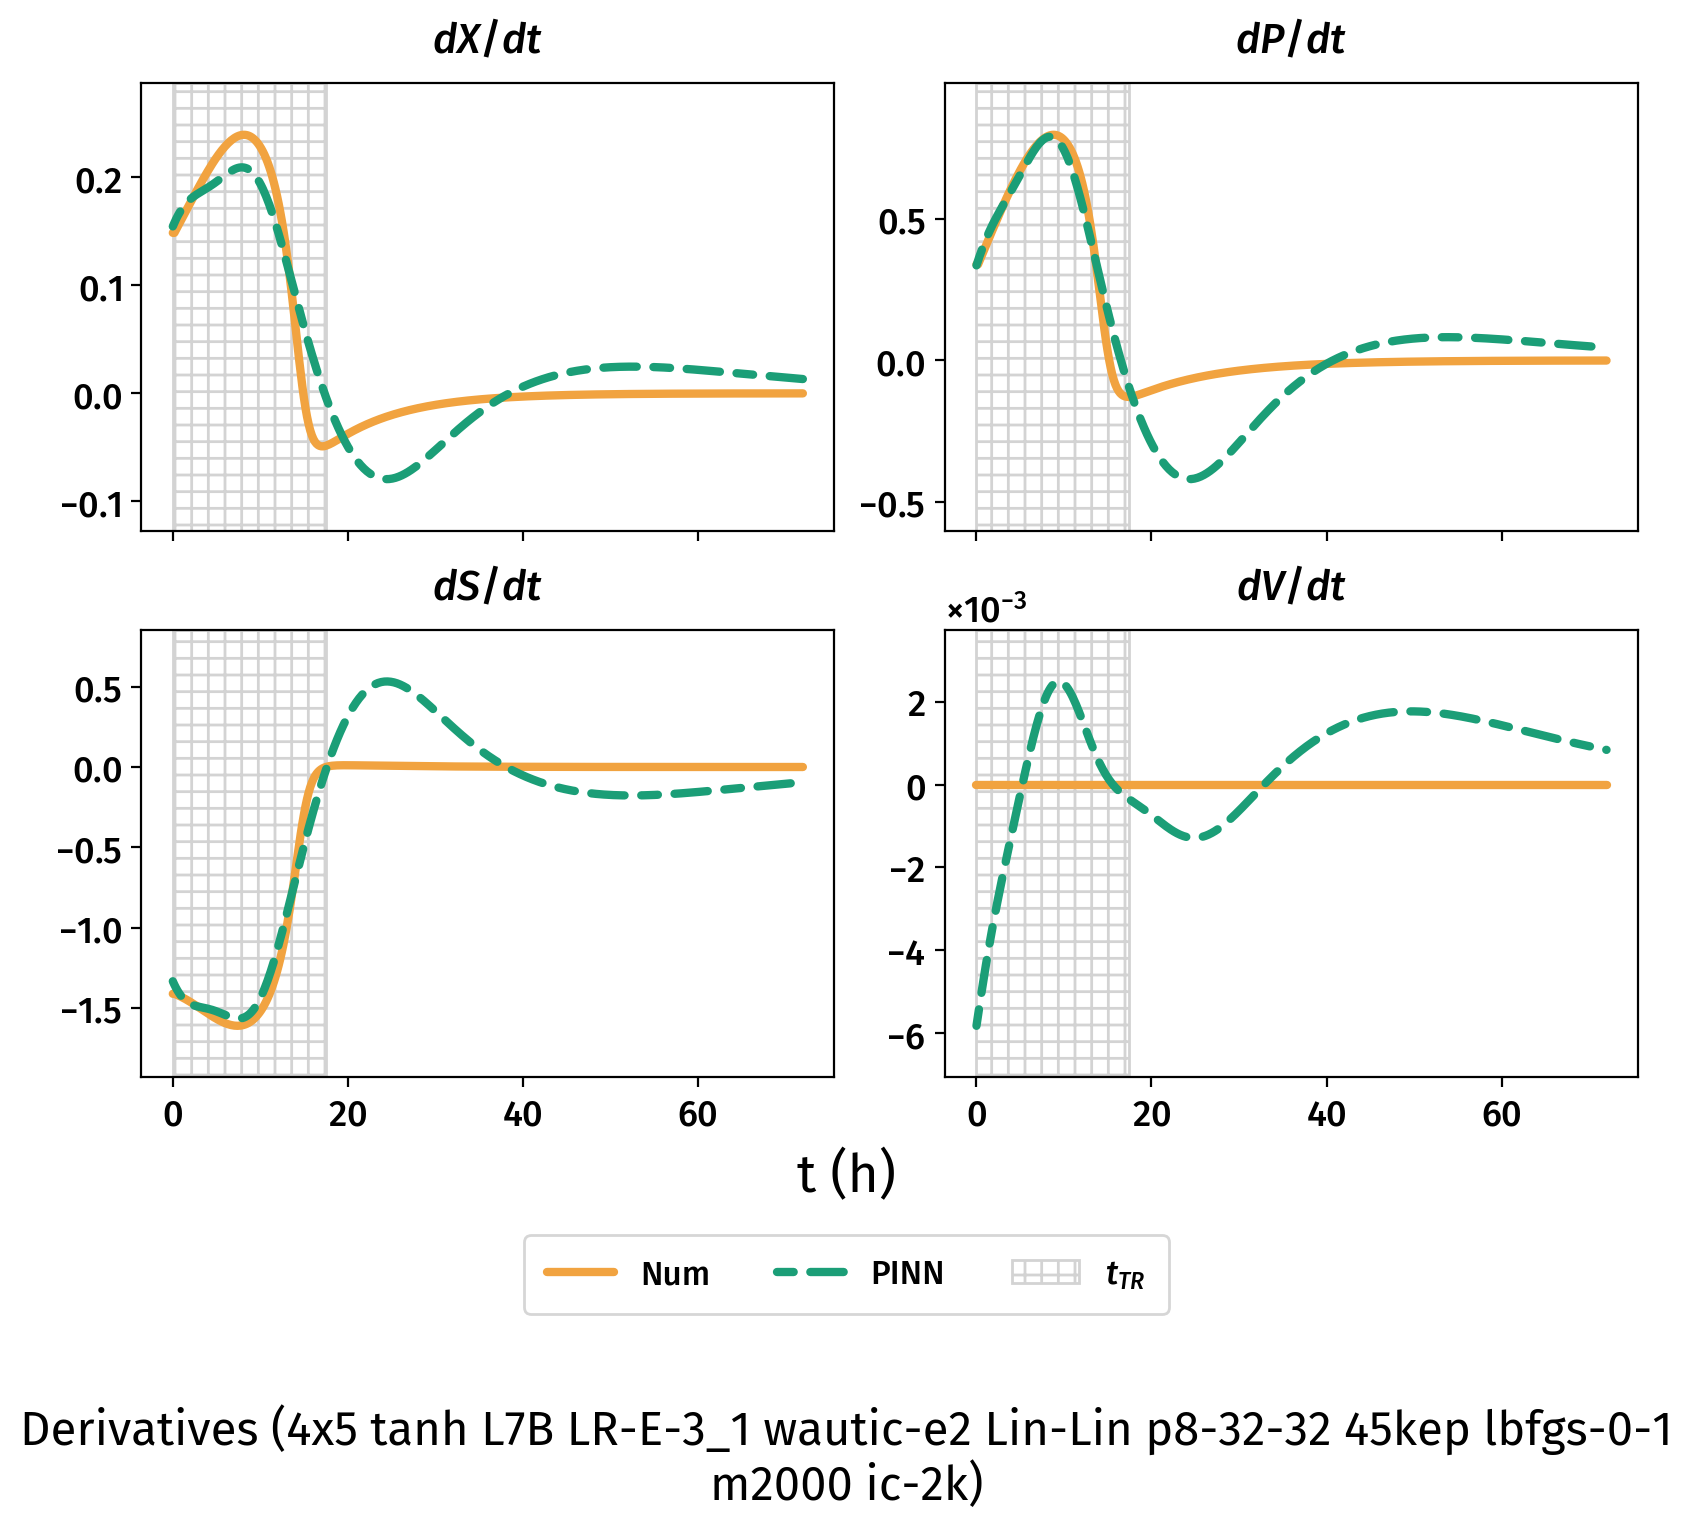 dX/dt
dP/dt
0.2
0.1
0.0
−0.1
0.5
0.0
−0.5
dS/dt
dV/dt
×10⁻³
0.5
0.0
−0.5
−1.0
−1.5
2
0
−2
−4
−6
0 20 40 60
0 20 40 60
t (h)
Num PINN t_TR
Derivatives (4x5 tanh L7B LR-E-3_1 wautic-e2 Lin-Lin p8-32-32 45kep lbfgs-0-1
m2000 ic-2k)